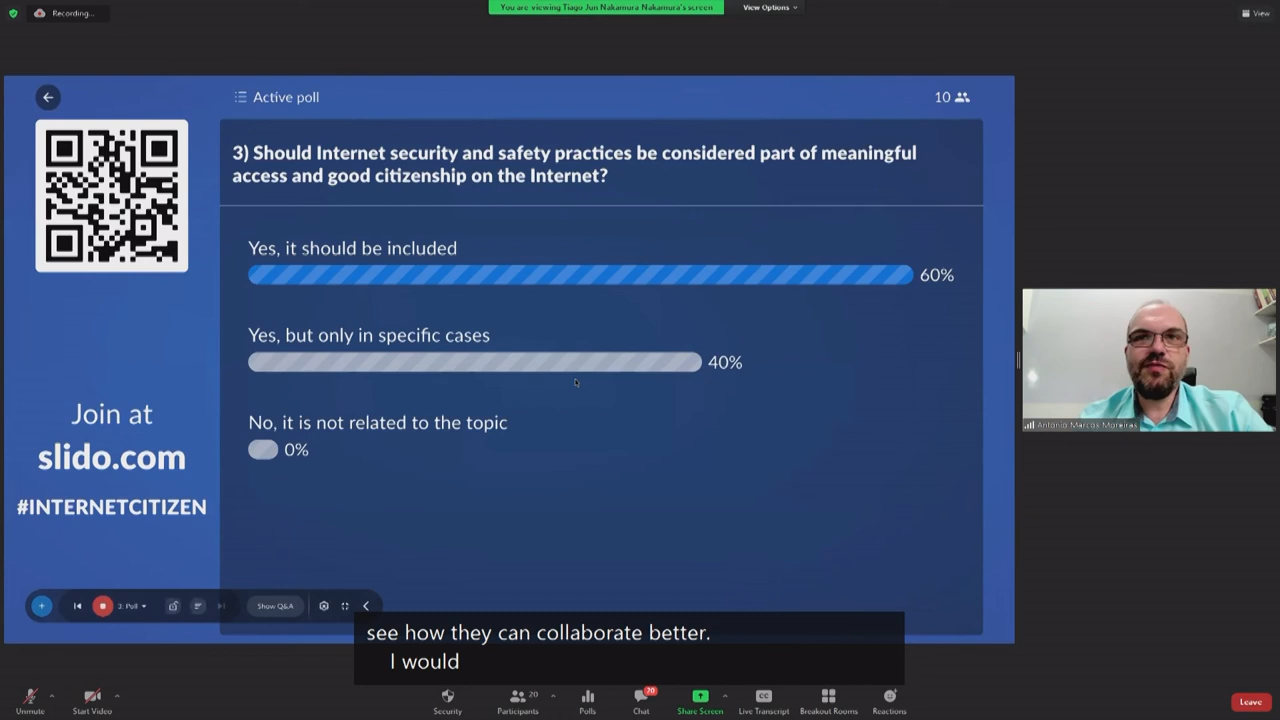 Recording...
You are viewing Tiago Jun Nakamura Nakamura's screen
View Options
View
Active poll
10
3) Should Internet security and safety practices be considered part of meaningful
access and good citizenship on the Internet?
Yes, it should be included
60%
Yes, but only in specific cases
40%
No, it is not related to the topic
0%
Join at
slido.com
#INTERNETCITIZEN
3: Poll
Show Q&A
Antonio Marcos Moreiras
see how they can collaborate better.
I would
Unmute
Start Video
Security
Participants
20
Polls
Chat
20
Share Screen
CC
Live Transcript
Breakout Rooms
Reactions
Leave